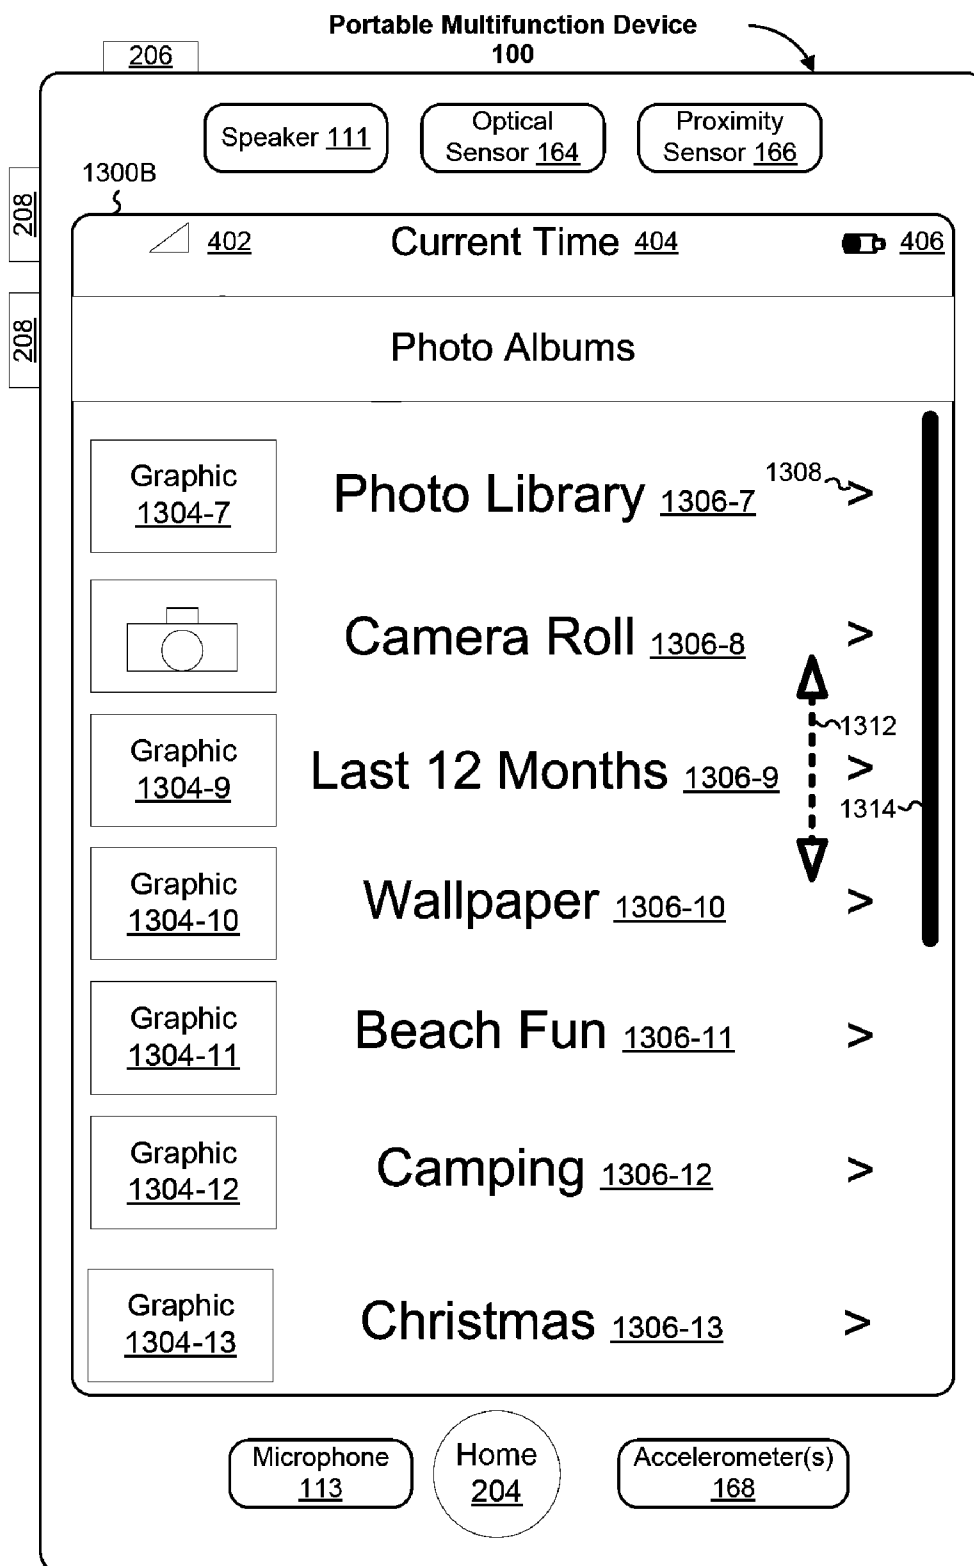 Portable Multifunction Device
100
206
Speaker 111
Optical
Sensor 164
Proximity
Sensor 166
1300B
208
208
402
Current Time 404
406
Photo Albums
Graphic
1304-7
Photo Library 1306-7
1308
>
Camera Roll 1306-8
>
1312
Graphic
1304-9
Last 12 Months 1306-9
>
1314
Graphic
1304-10
Wallpaper 1306-10
>
Graphic
1304-11
Beach Fun 1306-11
>
Graphic
1304-12
Camping 1306-12
>
Graphic
1304-13
Christmas 1306-13
>
Microphone
113
Home
204
Accelerometer(s)
168